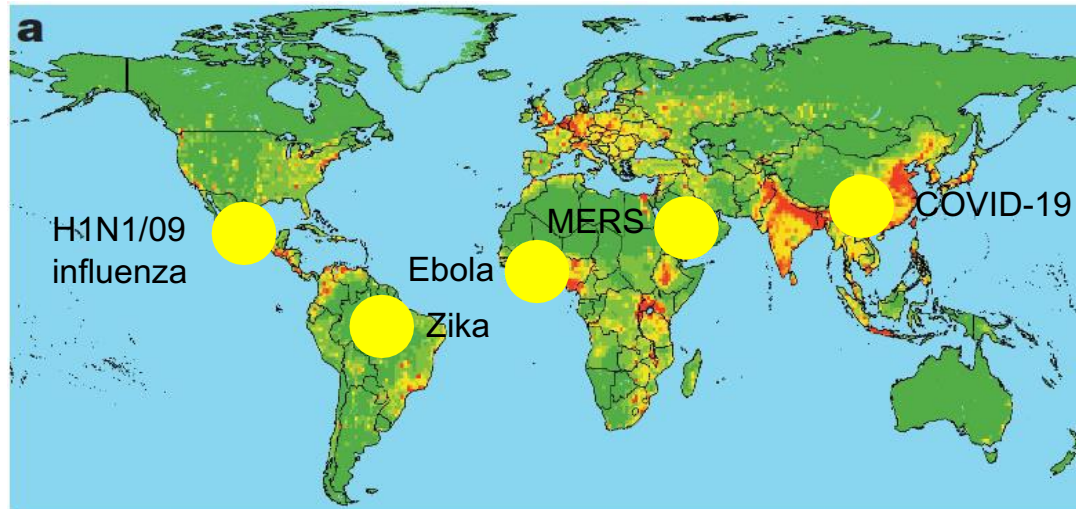 a
H1N1/09
influenza
MERS
COVID-19
Ebola
Zika